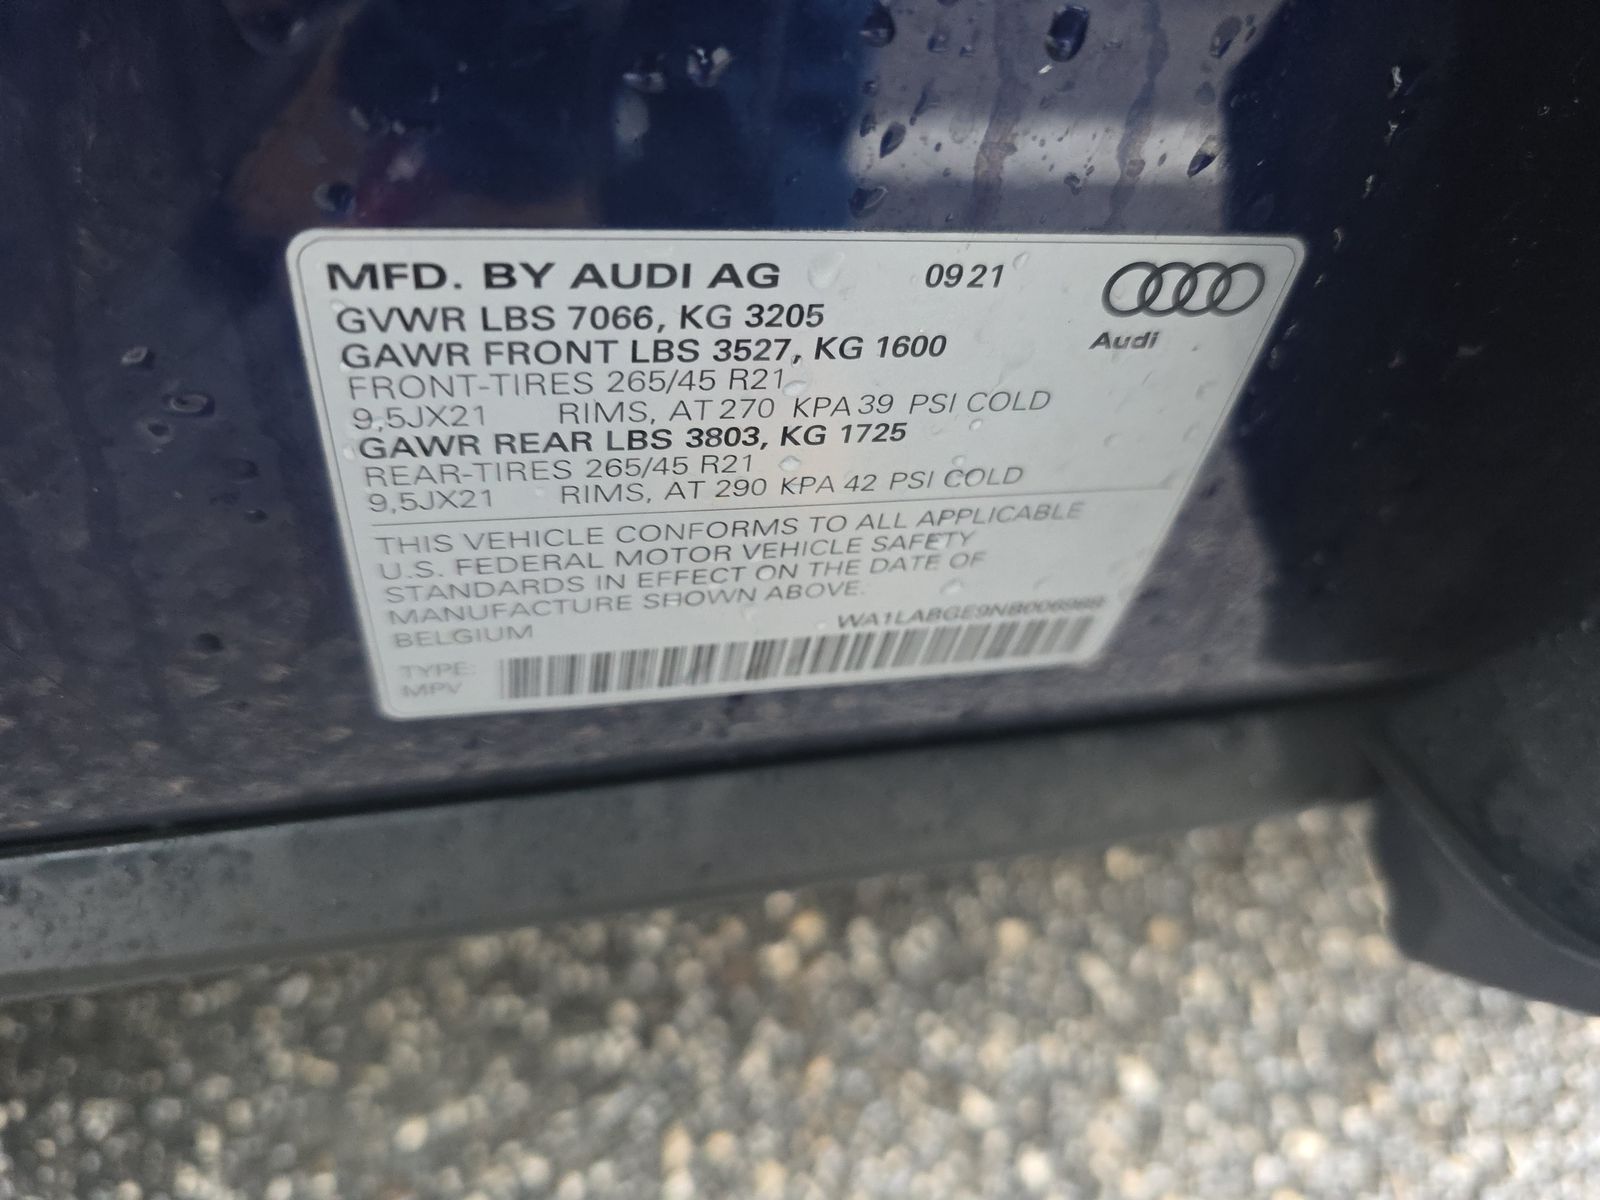 MFD. BY AUDI AG 0921
GVWR LBS 7066, KG 3205
GAWR FRONT LBS 3527, KG 1600
Audi
FRONT-TIRES 265/45 R21
9,5JX21 RIMS, AT 270 KPA 39 PSI COLD
GAWR REAR LBS 3803, KG 1725
REAR-TIRES 265/45 R21
9,5JX21 RIMS, AT 290 KPA 42 PSI COLD
THIS VEHICLE CONFORMS TO ALL APPLICABLE
U.S. FEDERAL MOTOR VEHICLE SAFETY
STANDARDS IN EFFECT ON THE DATE OF
MANUFACTURE SHOWN ABOVE.
BELGIUM
TYPE:
MPV